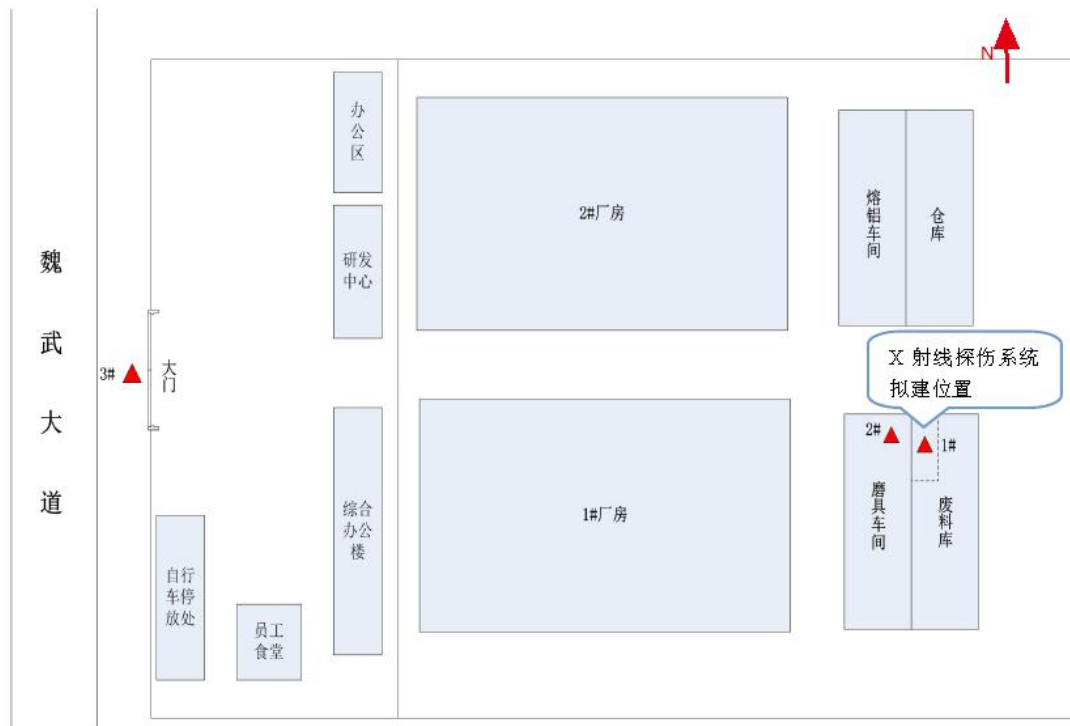 N
办
公
区
2#厂房
熔铝车间
仓库
研发
中心
魏武大道
X 射线探伤系统
拟建位置
3#
大门
2#
1#
磨具车间
废料库
综合
办公
楼
1#厂房
自行
车停
放处
员工
食堂